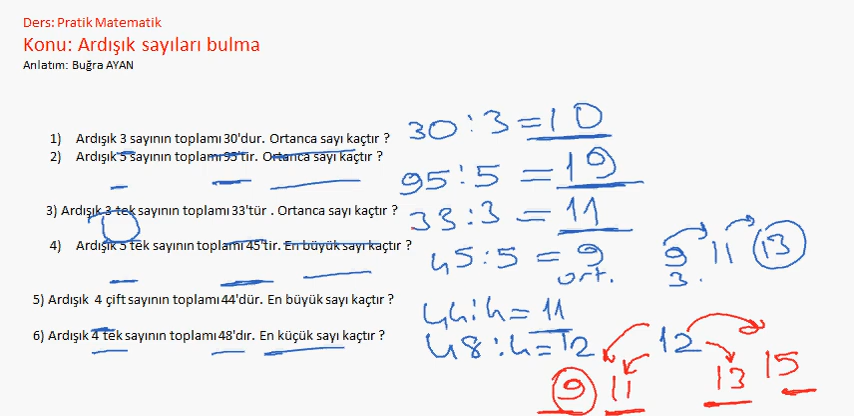 Ders: Pratik Matematik
Konu: Ardışık sayıları bulma
Anlatım: Buğra AYAN
1) Ardışık 3 sayının toplamı 30'dur. Ortanca sayı kaçtır ?
30:3=10
2) Ardışık 5 sayının toplamı 95'tir. Ortanca sayı kaçtır ?
95:5=19
3) Ardışık 3 tek sayının toplamı 33'tür . Ortanca sayı kaçtır ?
33:3=11
4) Ardışık 5 tek sayının toplamı 45'tir. En büyük sayı kaçtır ?
45:5=9 9 11 13
ort. 3.
5) Ardışık 4 çift sayının toplamı 44'dür. En büyük sayı kaçtır ?
44:4=11
6) Ardışık 4 tek sayının toplamı 48'dır. En küçük sayı kaçtır ?
48:4=12 12
9 11 13 15